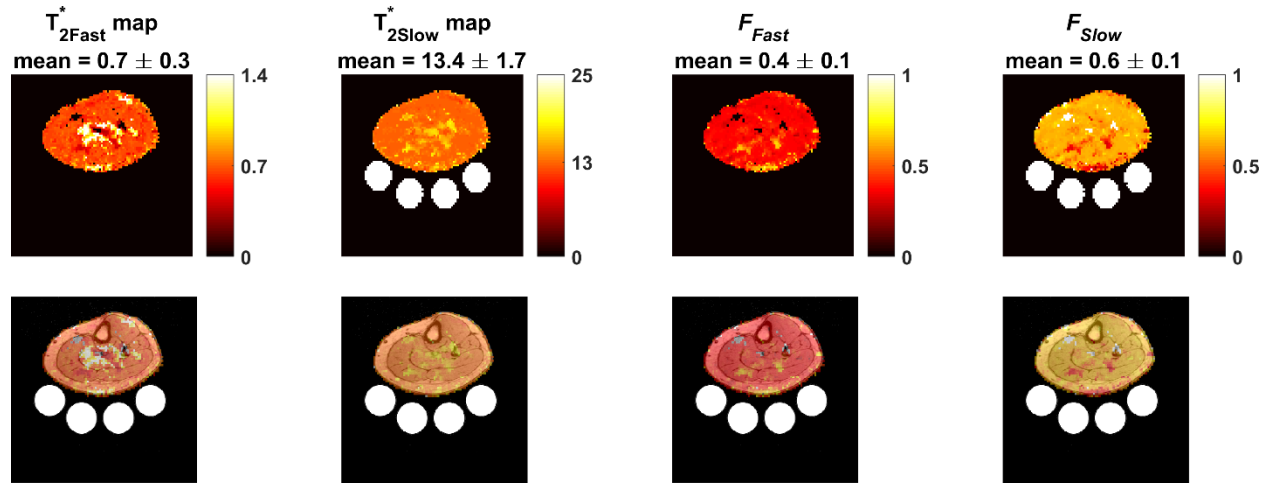 T*2Fast map
mean = 0.7 ± 0.3
1.4
0.7
0
T*2Slow map
mean = 13.4 ± 1.7
25
13
0
FFast
mean = 0.4 ± 0.1
1
0.5
0
FSlow
mean = 0.6 ± 0.1
1
0.5
0